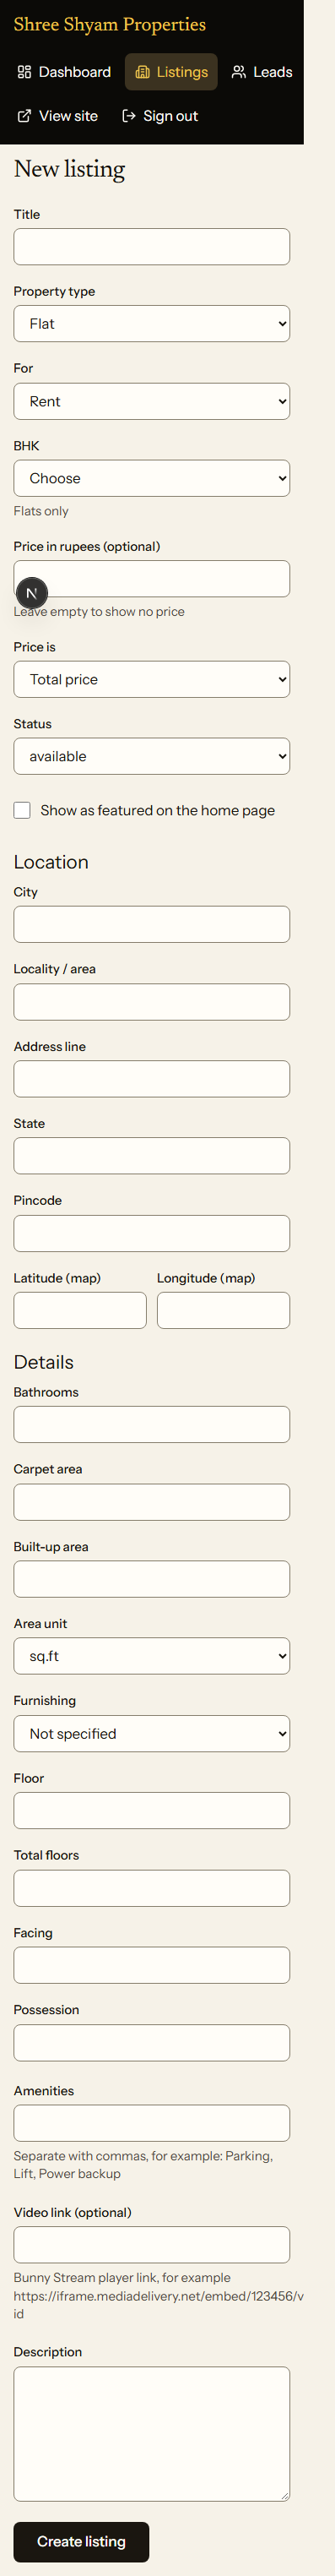 Shree Shyam Properties
Dashboard
Listings
Leads
View site
Sign out
New listing
Title
Property type
Flat
For
Rent
BHK
Choose
Flats only
Price in rupees (optional)
N
Leave empty to show no price
Price is
Total price
Status
available
Show as featured on the home page
Location
City
Locality / area
Address line
State
Pincode
Latitude (map)
Longitude (map)
Details
Bathrooms
Carpet area
Built-up area
Area unit
sq.ft
Furnishing
Not specified
Floor
Total floors
Facing
Possession
Amenities
Separate with commas, for example: Parking,
Lift, Power backup
Video link (optional)
Bunny Stream player link, for example
https://iframe.mediadelivery.net/embed/123456/v
id
Description
Create listing